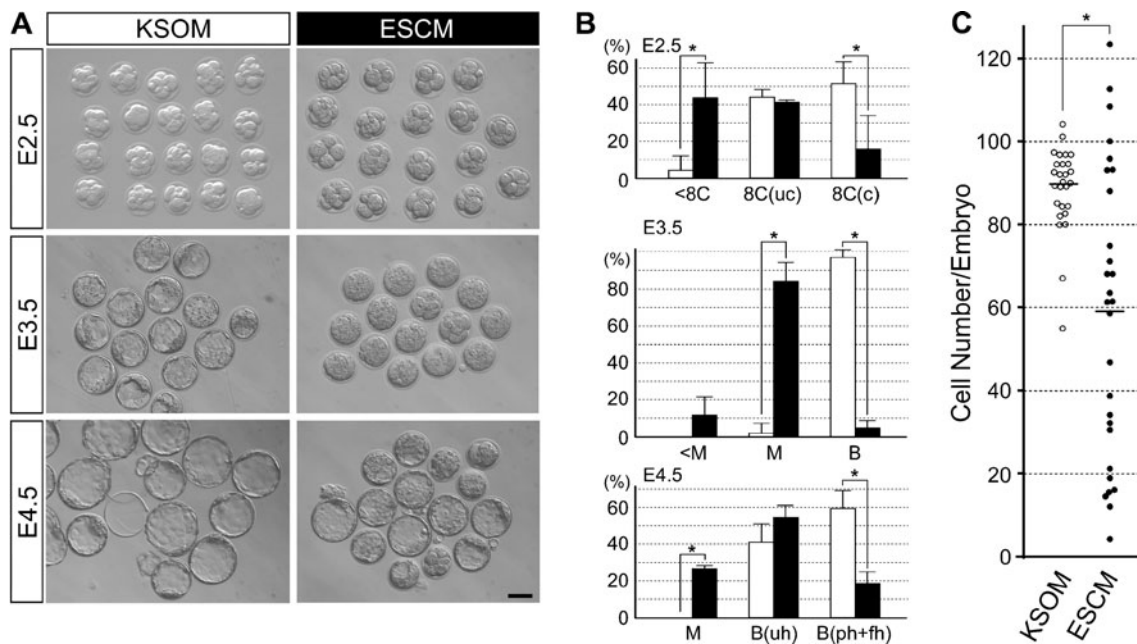 A
KSOM
ESCM
E2.5
E3.5
E4.5
B
(%) E2.5
60
40
20
0
*
*
<8C
8C(uc)
8C(c)
E3.5
(%)
80
60
40
20
0
*
*
<M
M
B
E4.5
(%)
60
40
20
0
*
*
M
B(uh)
B(ph+fh)
C
*
Cell Number/Embryo
120
100
80
60
40
20
0
KSOM
ESCM